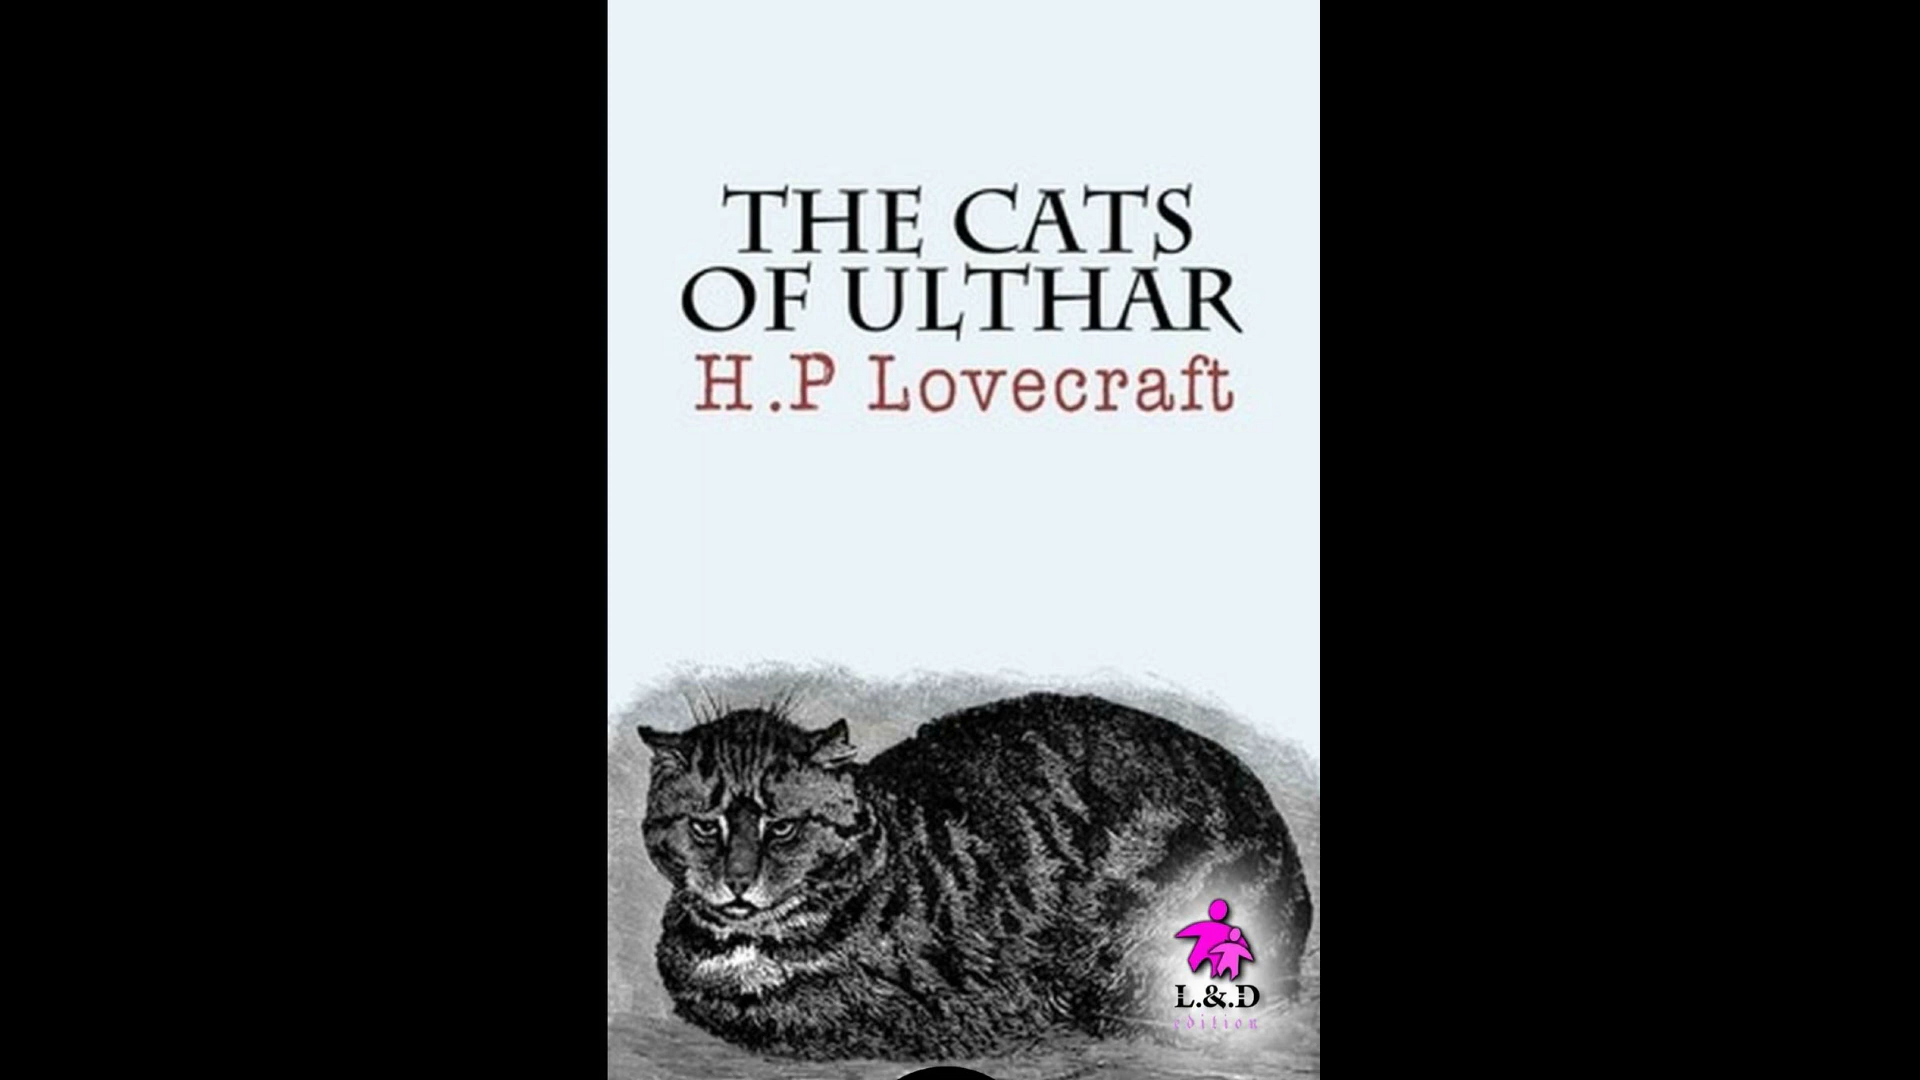 THE CATS
OF ULTHAR
H.P Lovecraft
L.&.D
edition